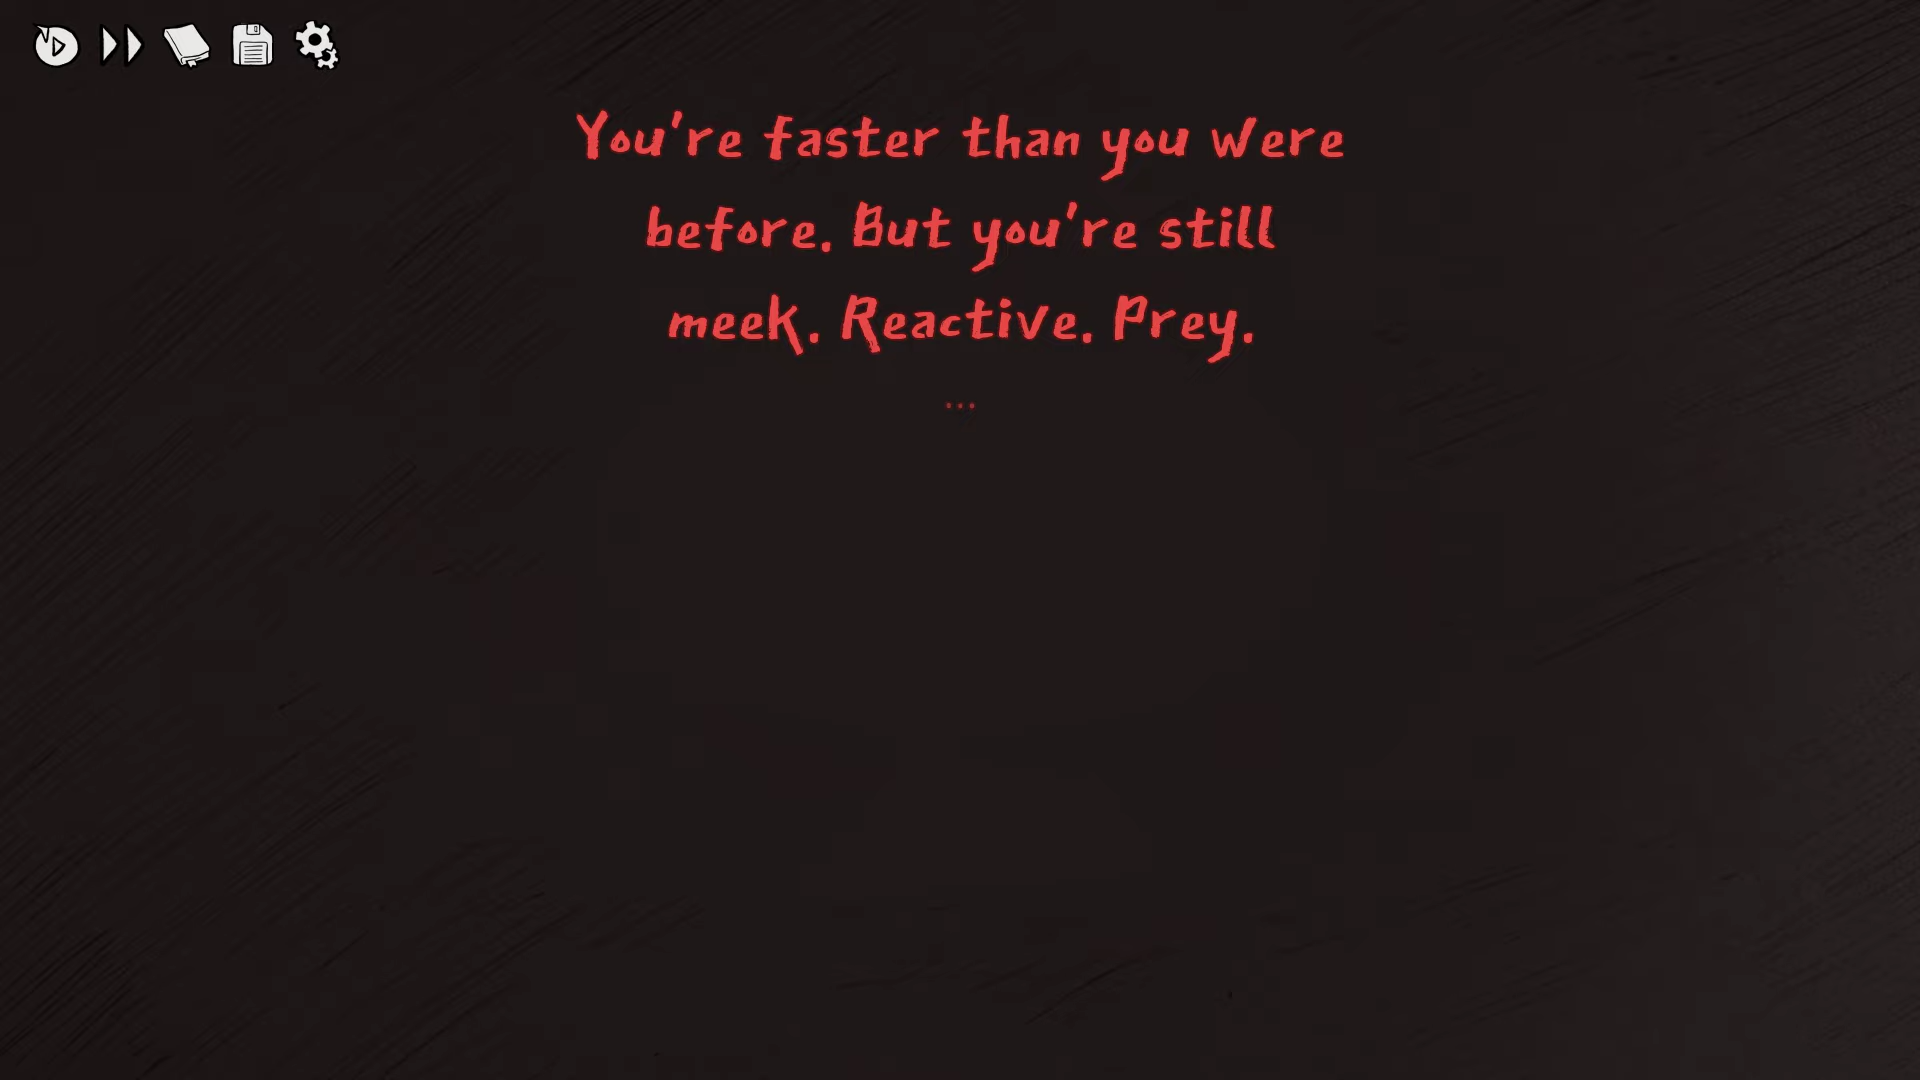 You're faster than you were
before. But you're still
meek. Reactive. Prey.
...